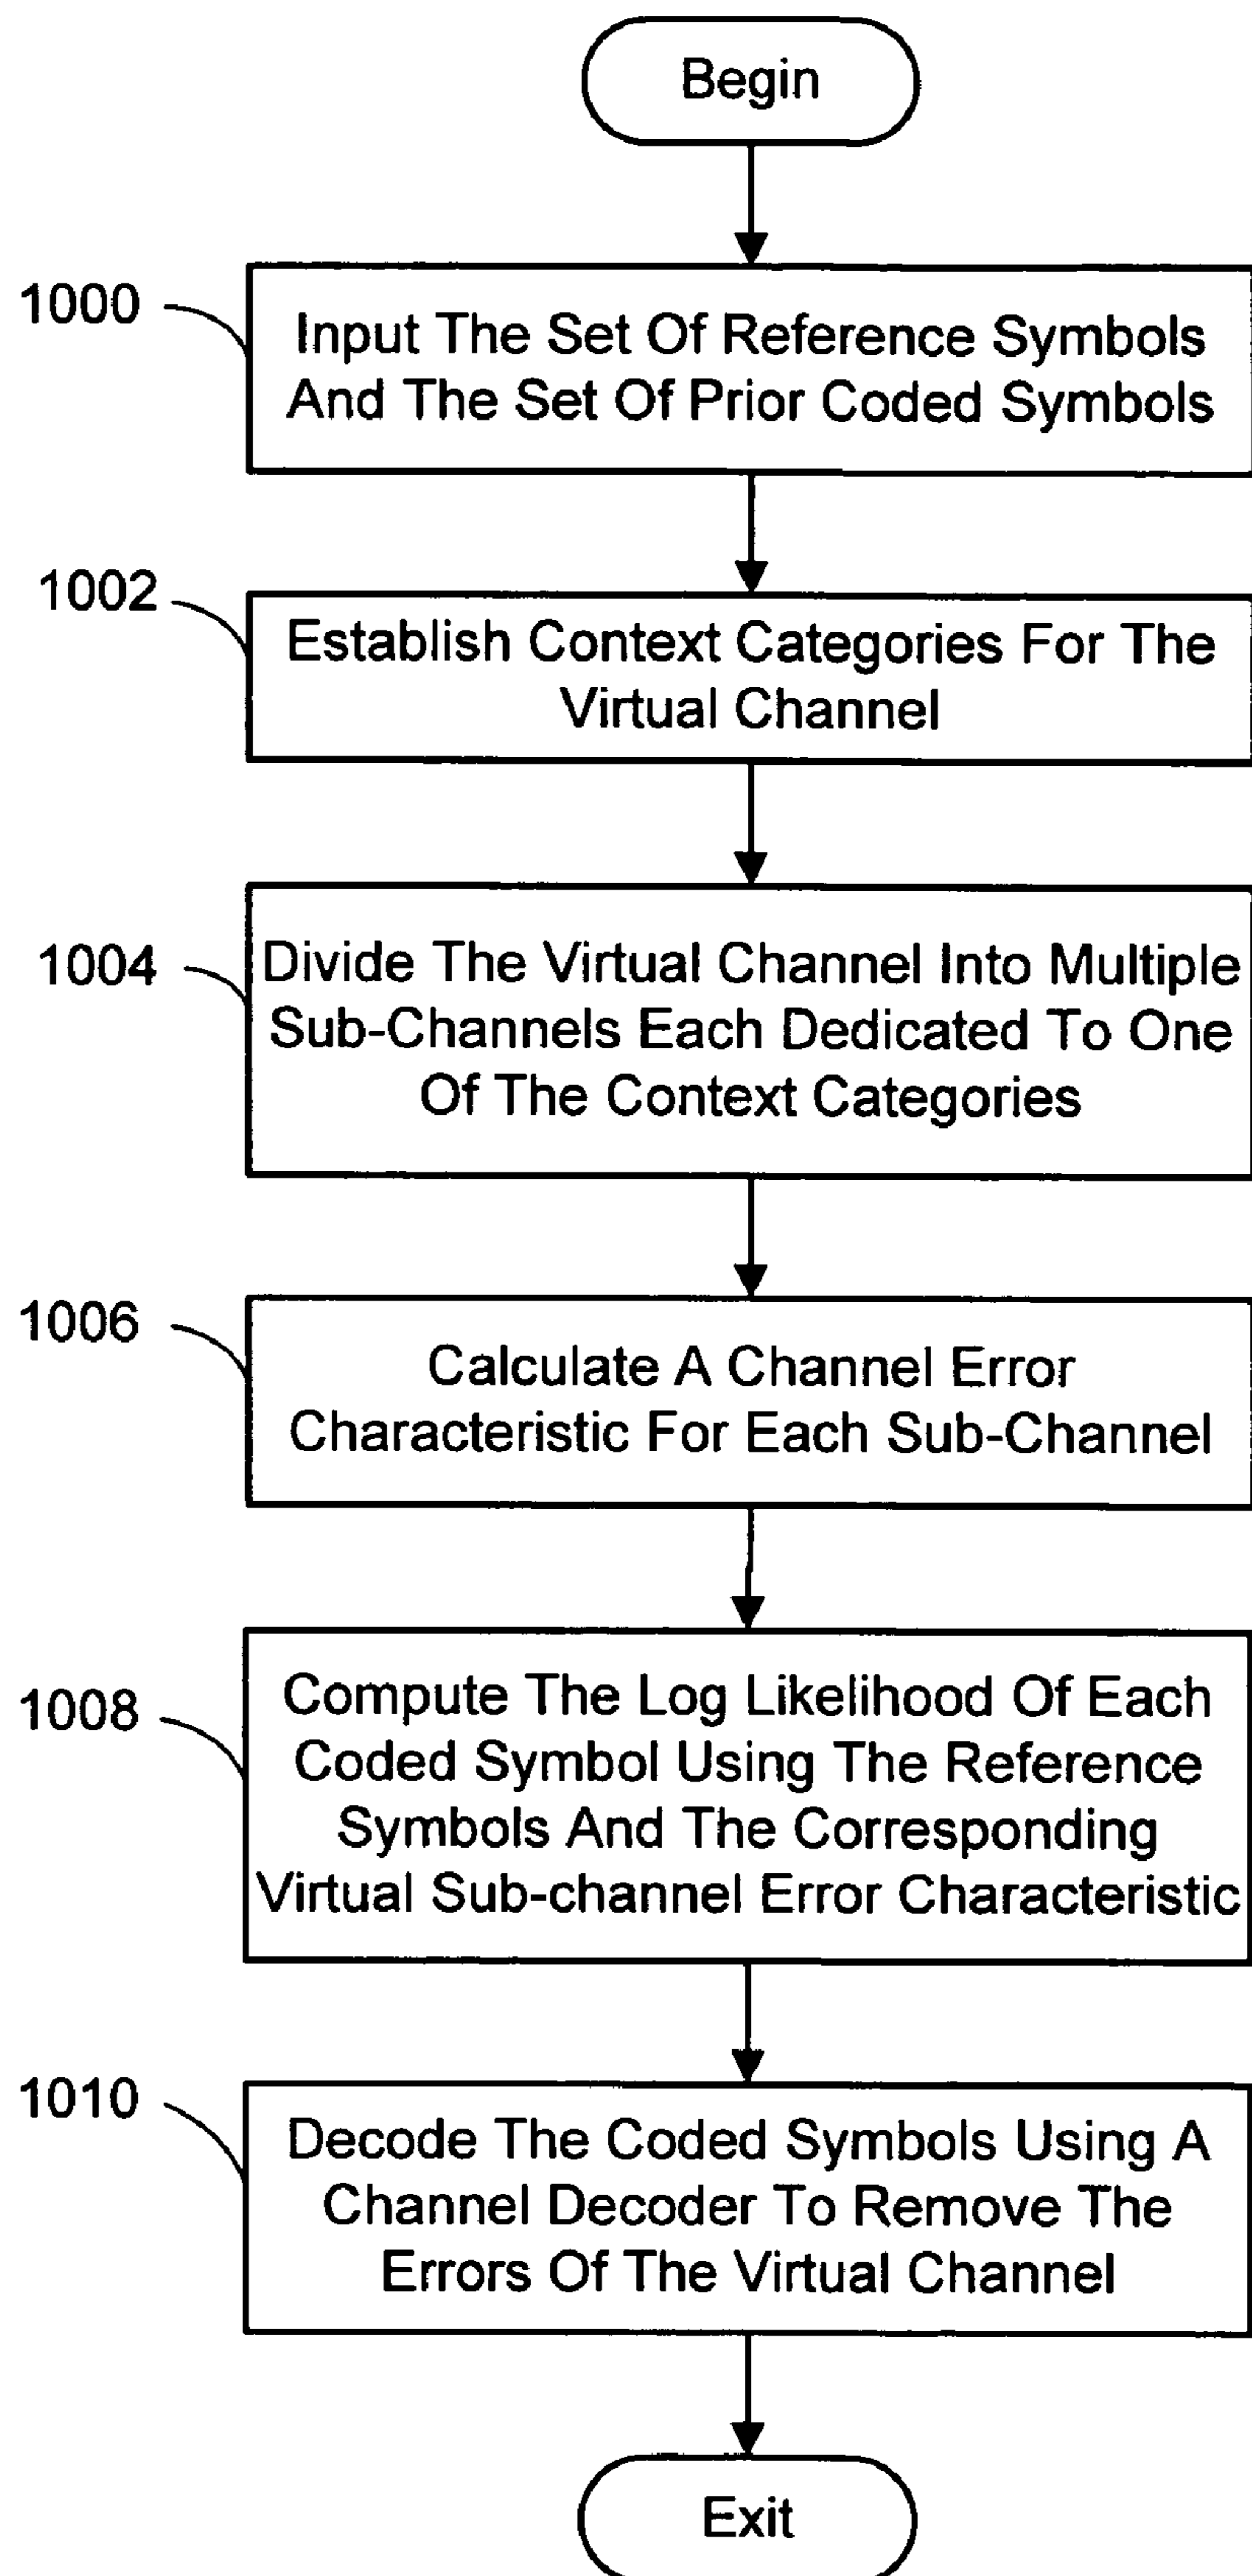 Begin
1000
Input The Set Of Reference Symbols
And The Set Of Prior Coded Symbols
1002
Establish Context Categories For The
Virtual Channel
1004
Divide The Virtual Channel Into Multiple
Sub-Channels Each Dedicated To One
Of The Context Categories
1006
Calculate A Channel Error
Characteristic For Each Sub-Channel
1008
Compute The Log Likelihood Of Each
Coded Symbol Using The Reference
Symbols And The Corresponding
Virtual Sub-channel Error Characteristic
1010
Decode The Coded Symbols Using A
Channel Decoder To Remove The
Errors Of The Virtual Channel
Exit